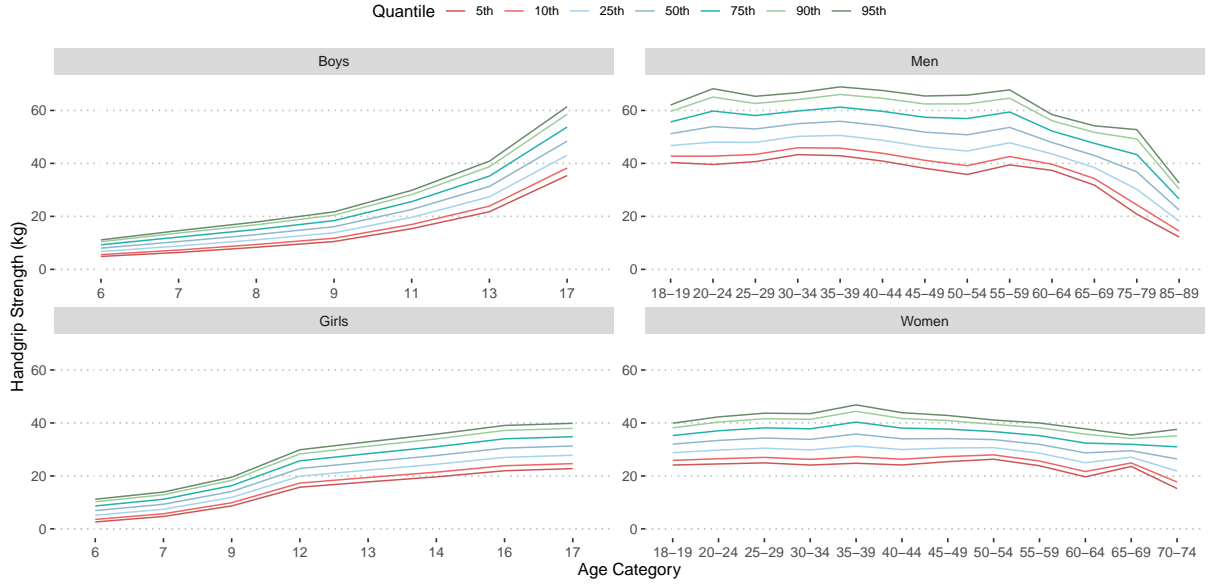 Quantile 5th 10th 25th 50th 75th 90th 95th
Boys
Men
60
40
20
0
6 7 8 9 11 13 17
60
40
20
0
18–19 20–24 25–29 30–34 35–39 40–44 45–49 50–54 55–59 60–64 65–69 75–79 85–89
Handgrip Strength (kg)
Girls
Women
60
40
20
0
6 7 9 12 13 14 16 17
60
40
20
0
18–19 20–24 25–29 30–34 35–39 40–44 45–49 50–54 55–59 60–64 65–69 70–74
Age Category